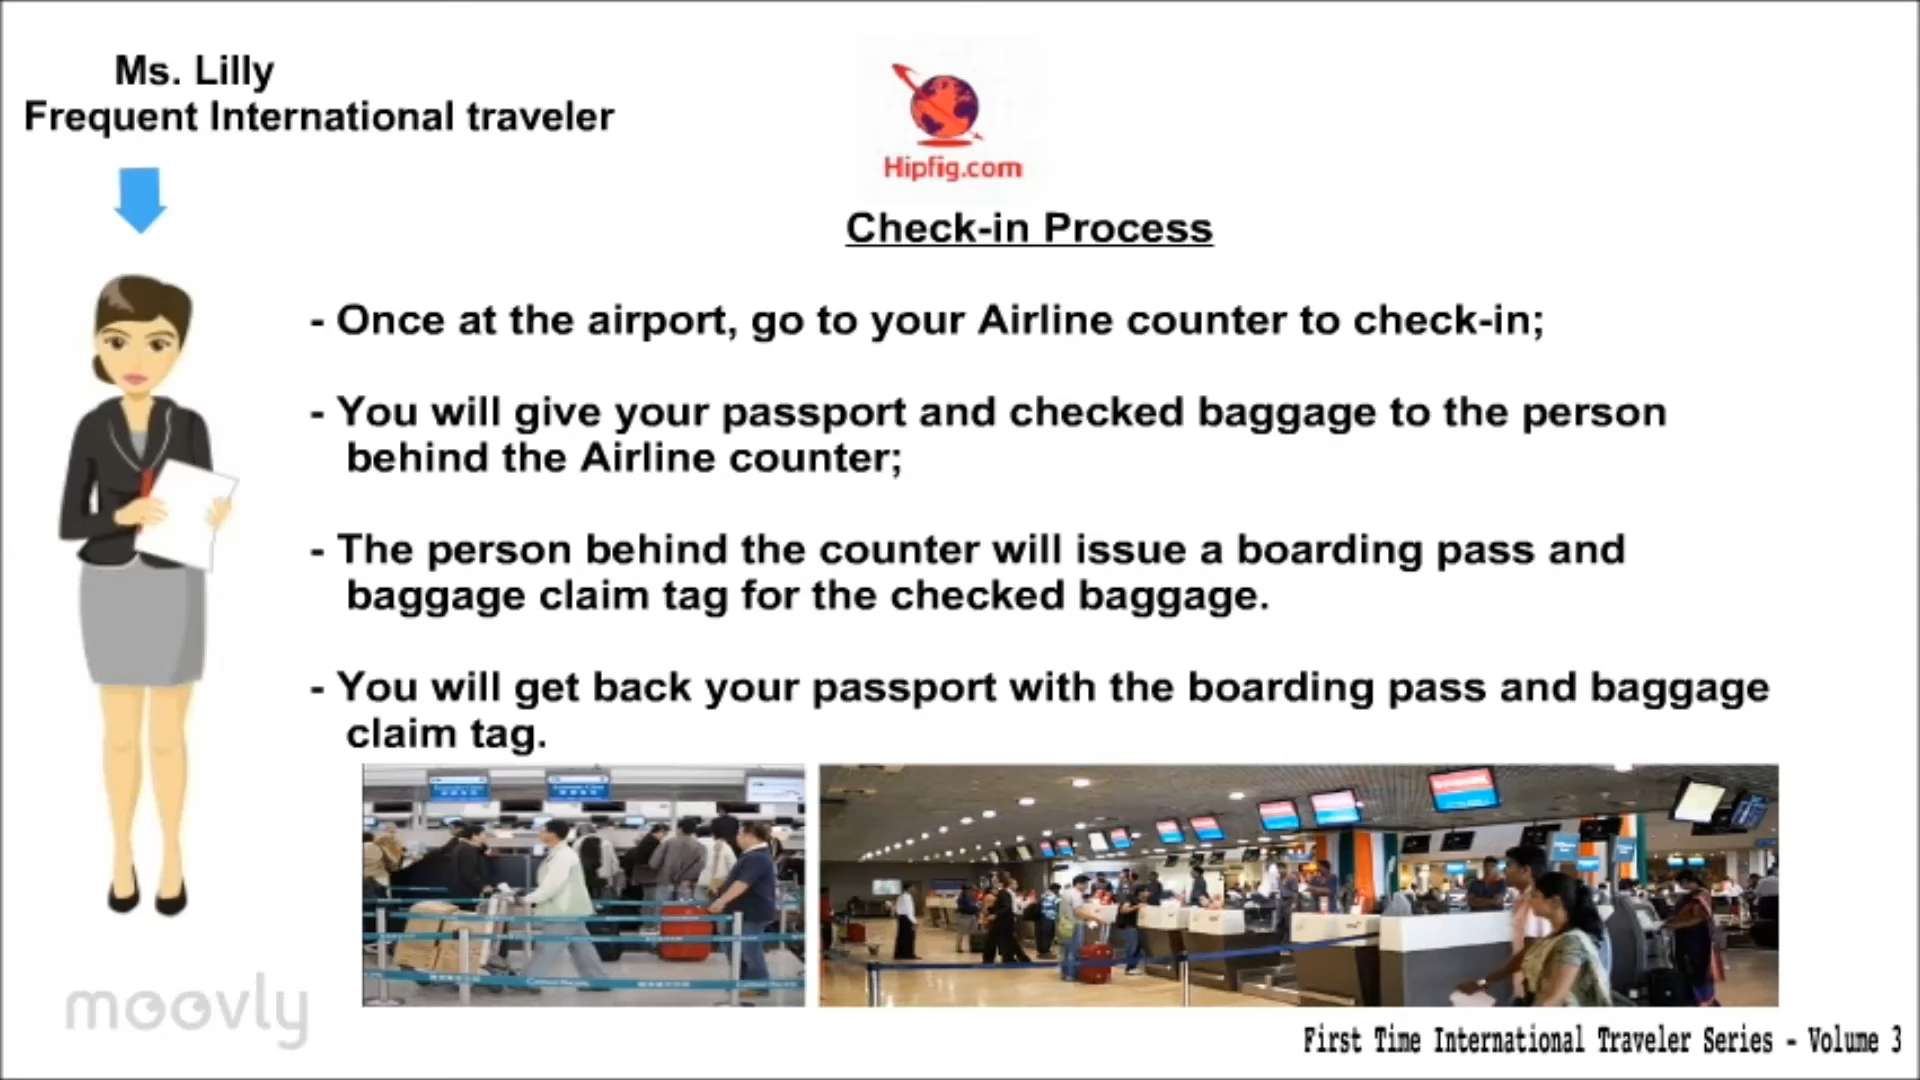 Ms. Lilly
Frequent International traveler
Hipfig.com
Check-in Process
- Once at the airport, go to your Airline counter to check-in;
- You will give your passport and checked baggage to the person
behind the Airline counter;
- The person behind the counter will issue a boarding pass and
baggage claim tag for the checked baggage.
- You will get back your passport with the boarding pass and baggage
claim tag.
moovly
First Time International Traveler Series - Volume 3